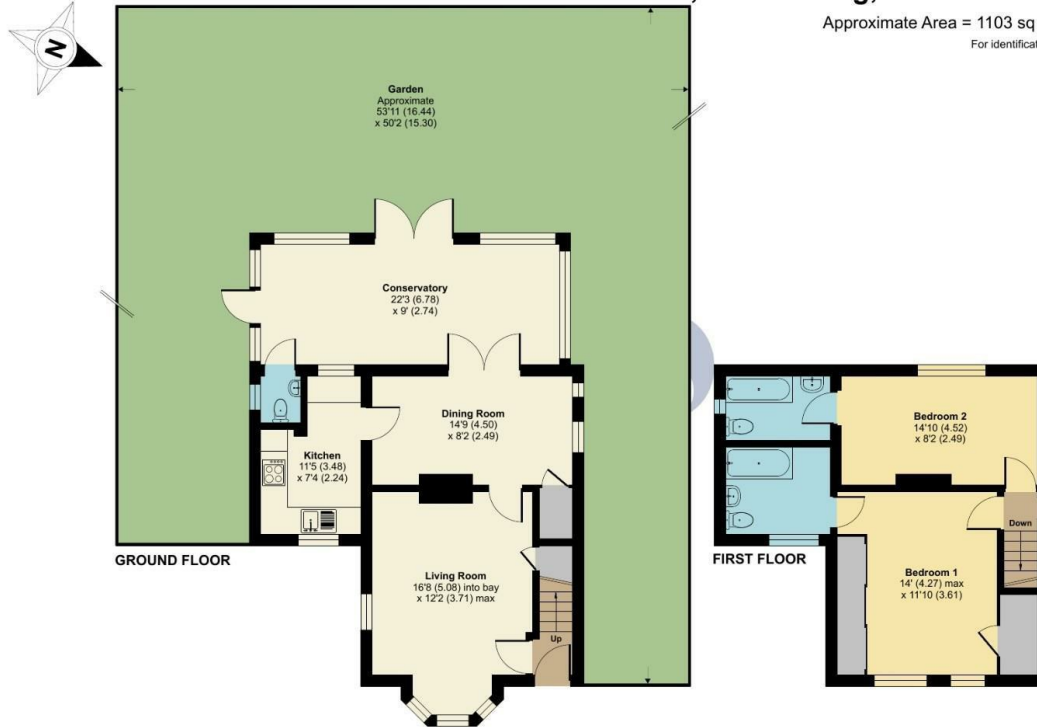 Approximate Area = 1103 sq
For identificat
N
Garden
Approximate
53'11 (16.44)
x 50'2 (15.30)
Conservatory
22'3 (6.78)
x 9' (2.74)
Dining Room
14'9 (4.50)
x 8'2 (2.49)
Kitchen
11'5 (3.48)
x 7'4 (2.24)
Living Room
16'8 (5.08) into bay
x 12'2 (3.71) max
Up
GROUND FLOOR
Bedroom 2
14'10 (4.52)
x 8'2 (2.49)
Down
Bedroom 1
14' (4.27) max
x 11'10 (3.61)
FIRST FLOOR